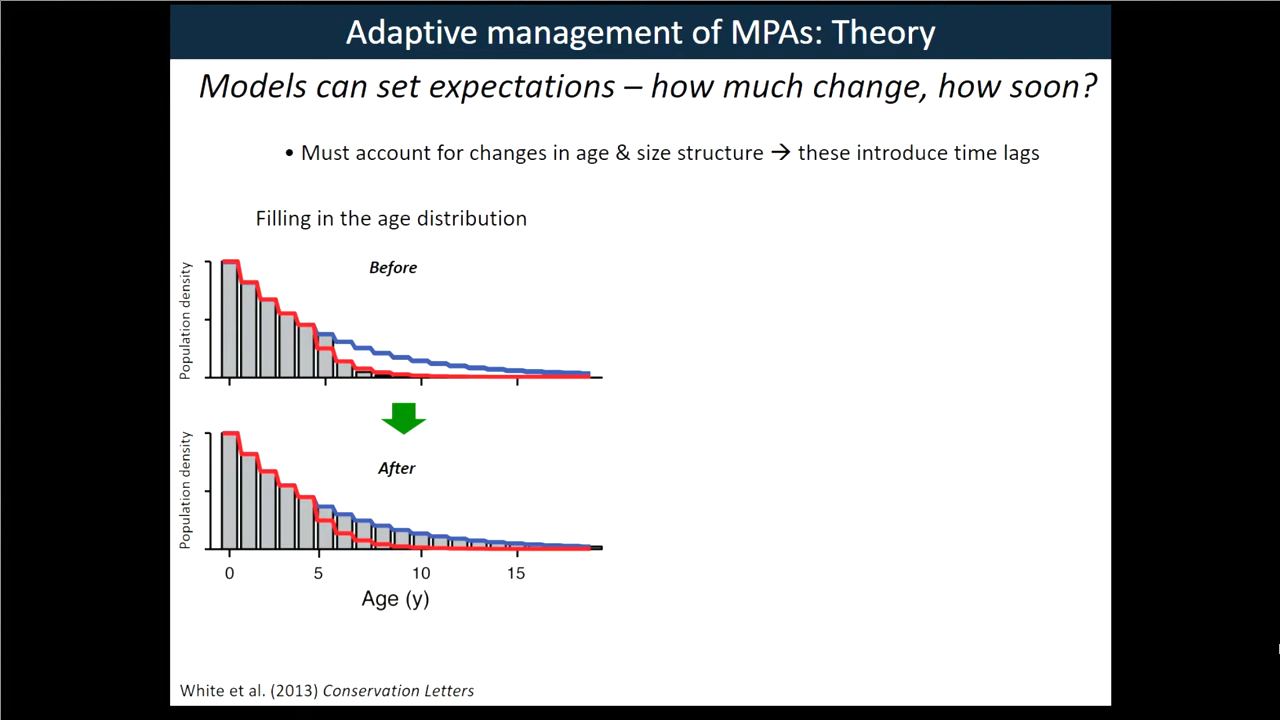 Adaptive management of MPAs: Theory
Models can set expectations – how much change, how soon?
• Must account for changes in age & size structure → these introduce time lags
Filling in the age distribution
Before
Population density
After
Population density
0 5 10 15
Age (y)
White et al. (2013) Conservation Letters